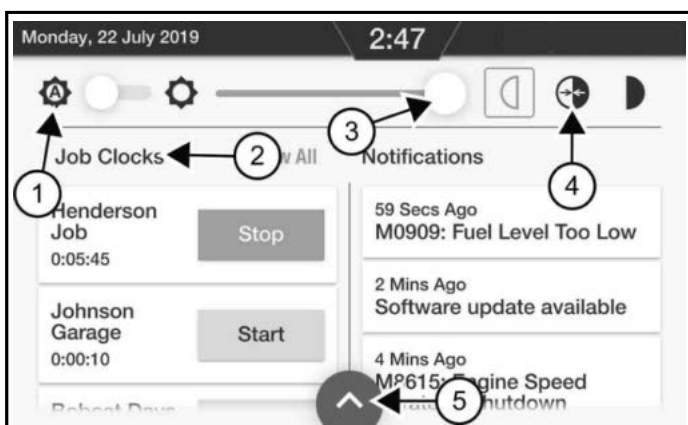 Monday, 22 July 2019
2:47
A
3
4
Job Clocks
2
All
Notifications
1
Henderson
Job
0:05:45
Stop
59 Secs Ago
M0909: Fuel Level Too Low
Johnson
Garage
0:00:10
Start
2 Mins Ago
Software update available
4 Mins Ago
M8615: Engine Speed
Shutdown
5